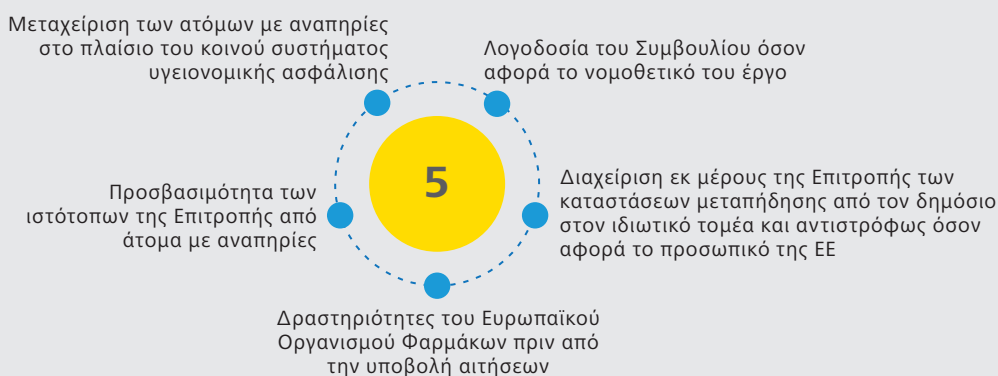 Μεταχείριση των ατόμων με αναπηρίες
στο πλαίσιο του κοινού συστήματος
υγειονομικής ασφάλισης
Λογοδοσία του Συμβουλίου όσον
αφορά το νομοθετικό του έργο
5
Προσβασιμότητα των
ιστότοπων της Επιτροπής από
άτομα με αναπηρίες
Διαχείριση εκ μέρους της Επιτροπής των
καταστάσεων μεταπήδησης από τον δημόσιο
στον ιδιωτικό τομέα και αντιστρόφως όσον
αφορά το προσωπικό της ΕΕ
Δραστηριότητες του Ευρωπαϊκού
Οργανισμού Φαρμάκων πριν από
την υποβολή αιτήσεων